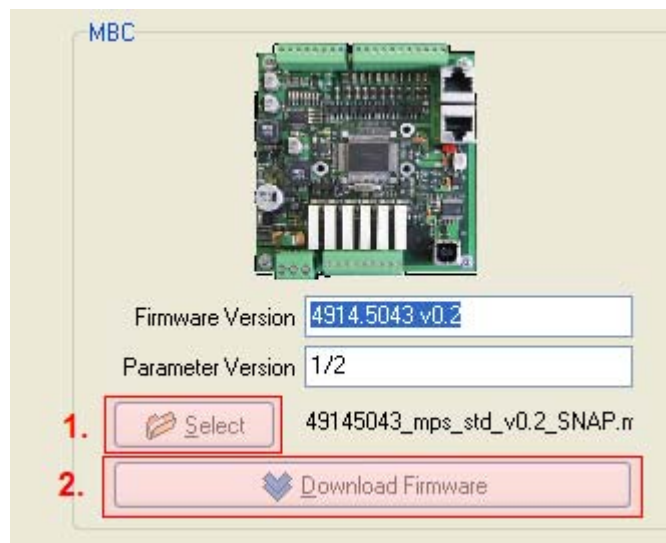 MBC
Firmware Version 4914.5043 v0.2
Parameter Version 1/2
1. Select 49145043_mps_std_v0.2_SNAP.m
2. Download Firmware